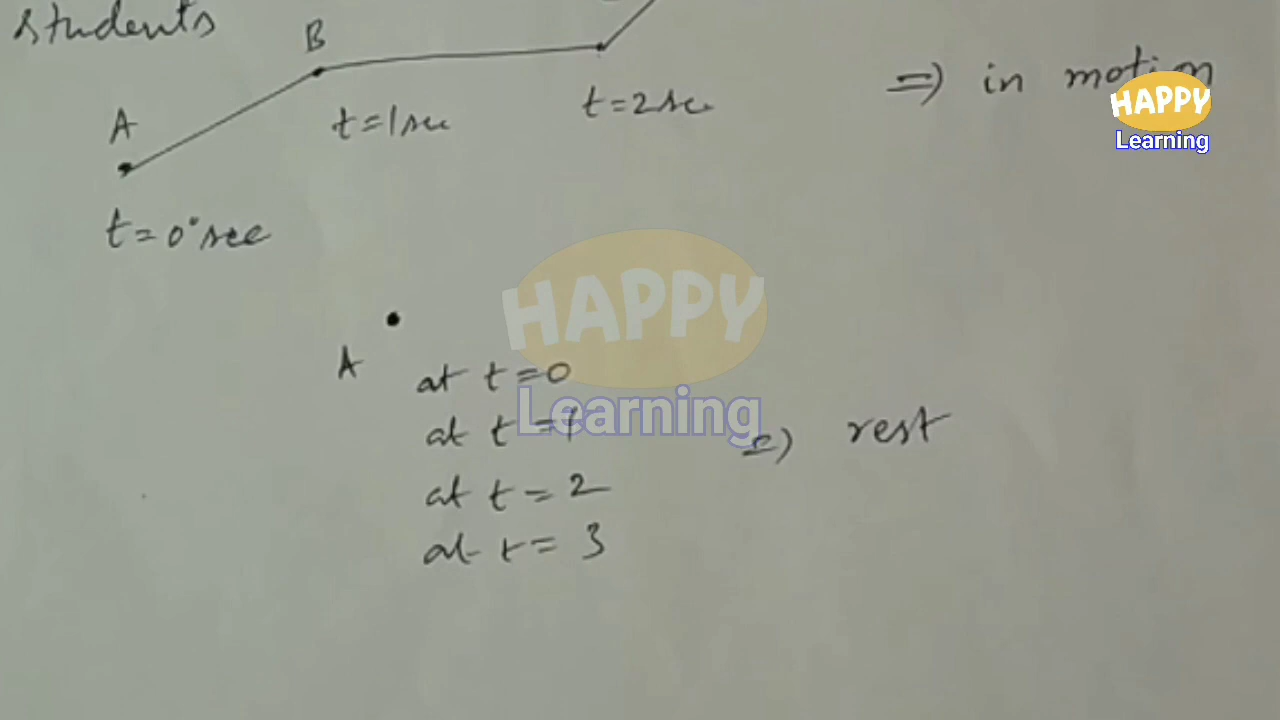 students
B
t=2sec
⇒ in motion
HAPPY
Learning
A
t=1sec
t=0°sec
HAPPY
Learning
A
at t=0
at t=1
⇒ rest
at t=2
at t=3